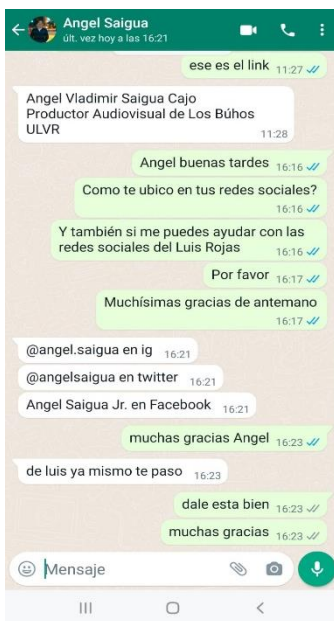 Angel Saigua
últ. vez hoy a las 16:21
ese es el link 11:27
Angel Vladimir Saigua Cajo
Productor Audiovisual de Los Búhos
ULVR
11:28
Angel buenas tardes 16:16
Como te ubico en tus redes sociales?
16:16
Y también si me puedes ayudar con las
redes sociales del Luis Rojas 16:16
Por favor 16:17
Muchísimas gracias de antemano
16:17
@angel.saigua en ig 16:21
@angelsaigua en twitter 16:21
Angel Saigua Jr. en Facebook 16:21
muchas gracias Angel 16:23
de luis ya mismo te paso 16:23
dale esta bien 16:23
muchas gracias 16:23
Mensaje